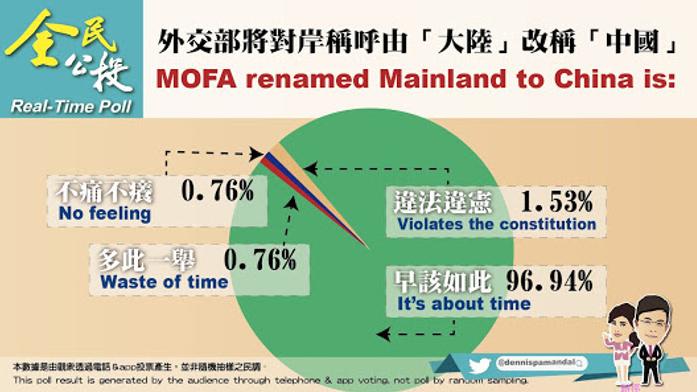 全民
公投
Real-Time Poll
外交部將對岸稱呼由「大陸」改稱「中國」
MOFA renamed Mainland to China is:
不痛不癢 0.76%
No feeling
多此一舉 0.76%
Waste of time
違法違憲 1.53%
Violates the constitution
早該如此 96.94%
It's about time
@dennispamandal
本數據是由觀衆透過電話&app投票產生，並非隨機抽樣之民調。
This poll result is generated by the audience through telephone & app voting, not poll by random sampling.